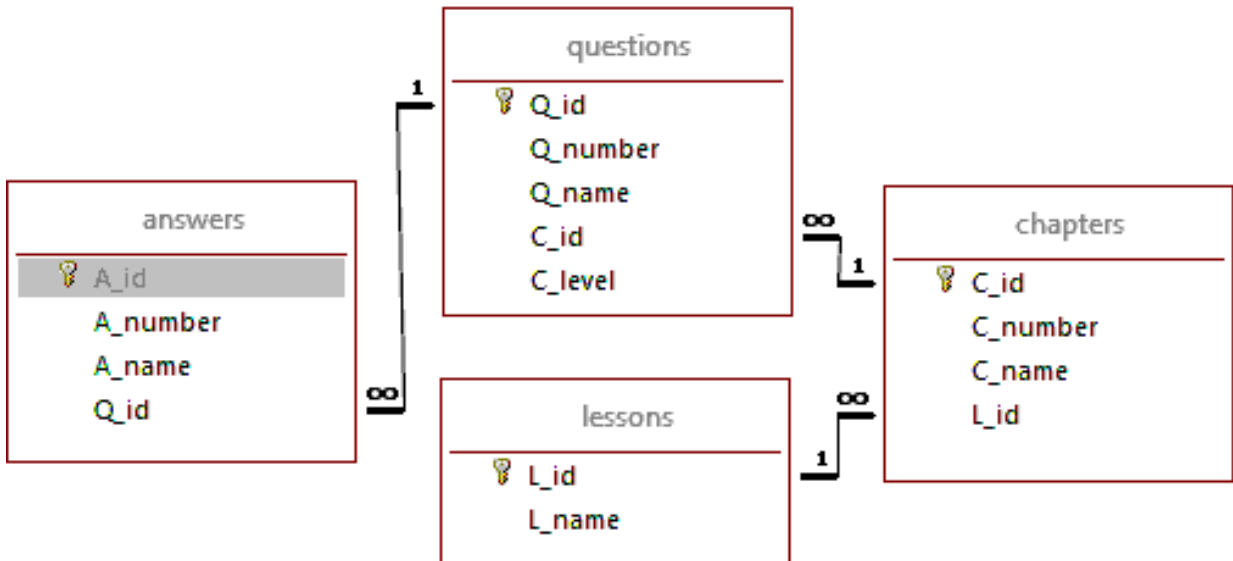 questions
Q_id
Q_number
Q_name
C_id
C_level
1
∞
answers
A_id
A_number
A_name
Q_id
∞
1
chapters
C_id
C_number
C_name
L_id
lessons
L_id
L_name
1
∞